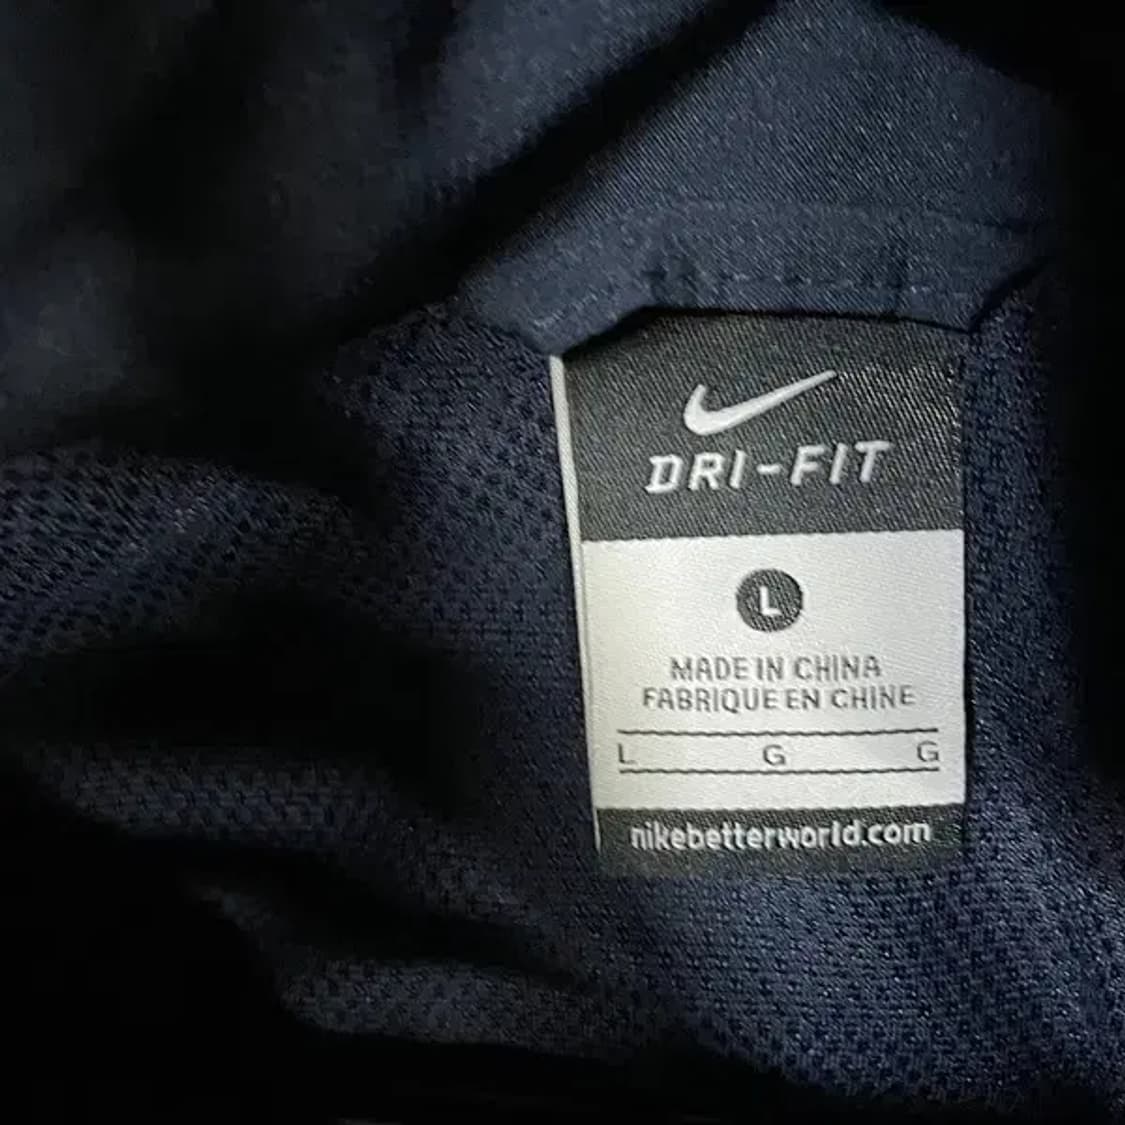 DRI-FIT
L
MADE IN CHINA
FABRIQUE EN CHINE
L G G
nikebetterworld.com